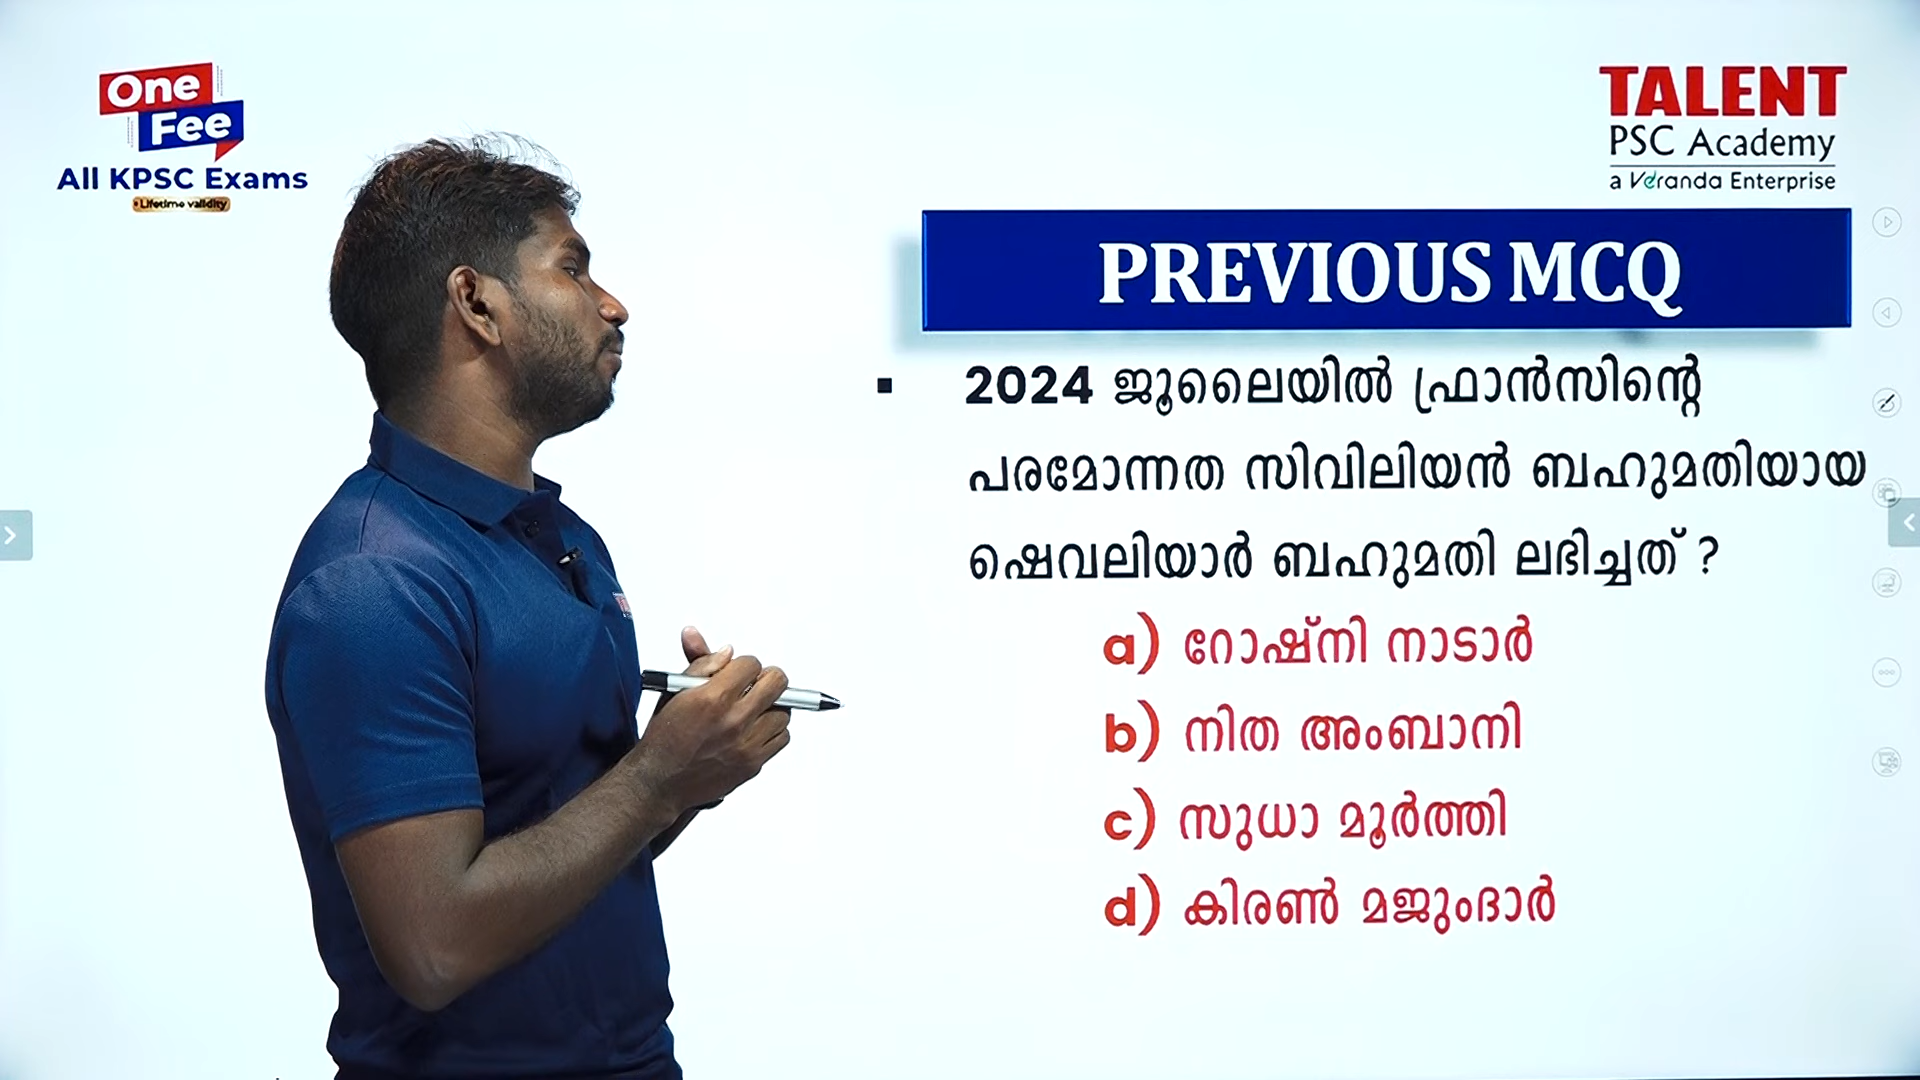 One
Fee
All KPSC Exams
Lifetime validity
TALENT
PSC Academy
a Veranda Enterprise
PREVIOUS MCQ
▪ 2024 ജൂലൈയിൽ ഫ്രാൻസിന്റെ
പരമോന്നത സിവിലിയൻ ബഹുമതിയായ
ഷെവലിയാർ ബഹുമതി ലഭിച്ചത് ?
a) റോഷ്നി നാടാർ
b) നിത അംബാനി
c) സുധാ മൂർത്തി
d) കിരൺ മജുംദാർ